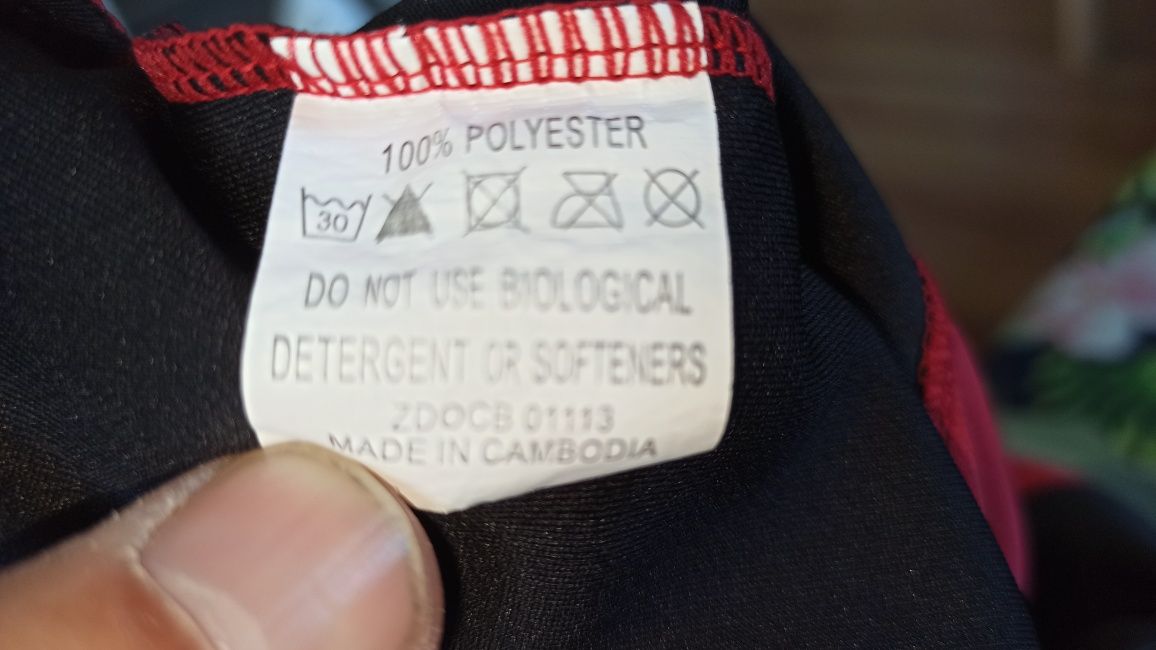 100% POLYESTER
30
DO NOT USE BIOLOGICAL
DETERGENT OR SOFTENERS
ZDOCB 01113
MADE IN CAMBODIA